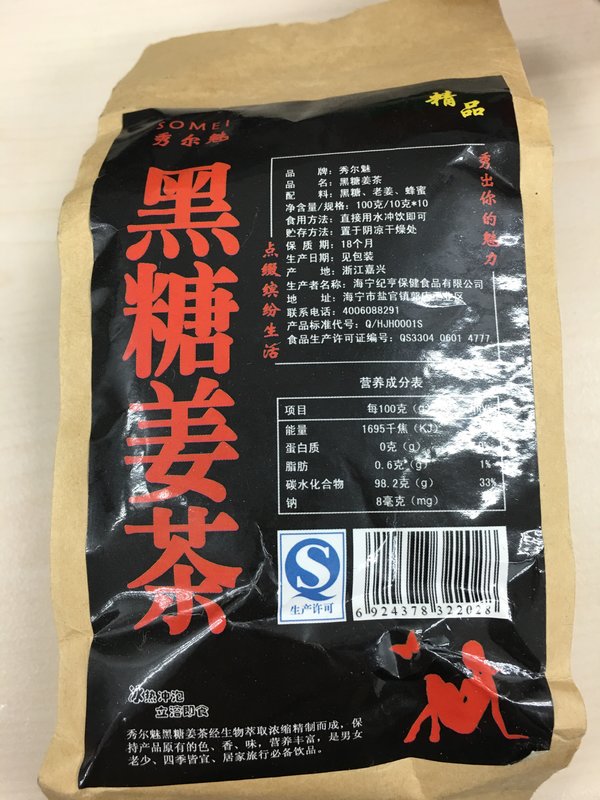 精品
SOMEI
秀尔魅
黑糖姜茶
秀出你的魅力
点缀缤纷生活
品 牌：秀尔魅
品 名：黑糖姜茶
配 料：黑糖、老姜、蜂蜜
净含量/规格：100克/10克*10
食用方法：直接用水冲饮即可
贮存方法：置于阴凉干燥处
保 质 期：18个月
生产日期：见包装
产 地：浙江嘉兴
生产者名称：海宁纪亨保健食品有限公司
地 址：海宁市盐官镇郭店工业区
联系电话：4006088291
产品标准代号：Q/HJH0001S
食品生产许可证编号：QS3304 0601 4777
营养成分表
项目 每100克（g）
能量 1695千焦（KJ）
蛋白质 0克（g）
脂肪 0.6克（g） 1%
碳水化合物 98.2克（g） 33%
钠 8毫克（mg）
生产许可
6 924378 322028
冰热冲泡
立溶即食
秀尔魅黑糖姜茶经生物萃取浓缩精制而成，保
持产品原有的色、香、味，营养丰富，是男女
老少、四季皆宜、居家旅行必备饮品。